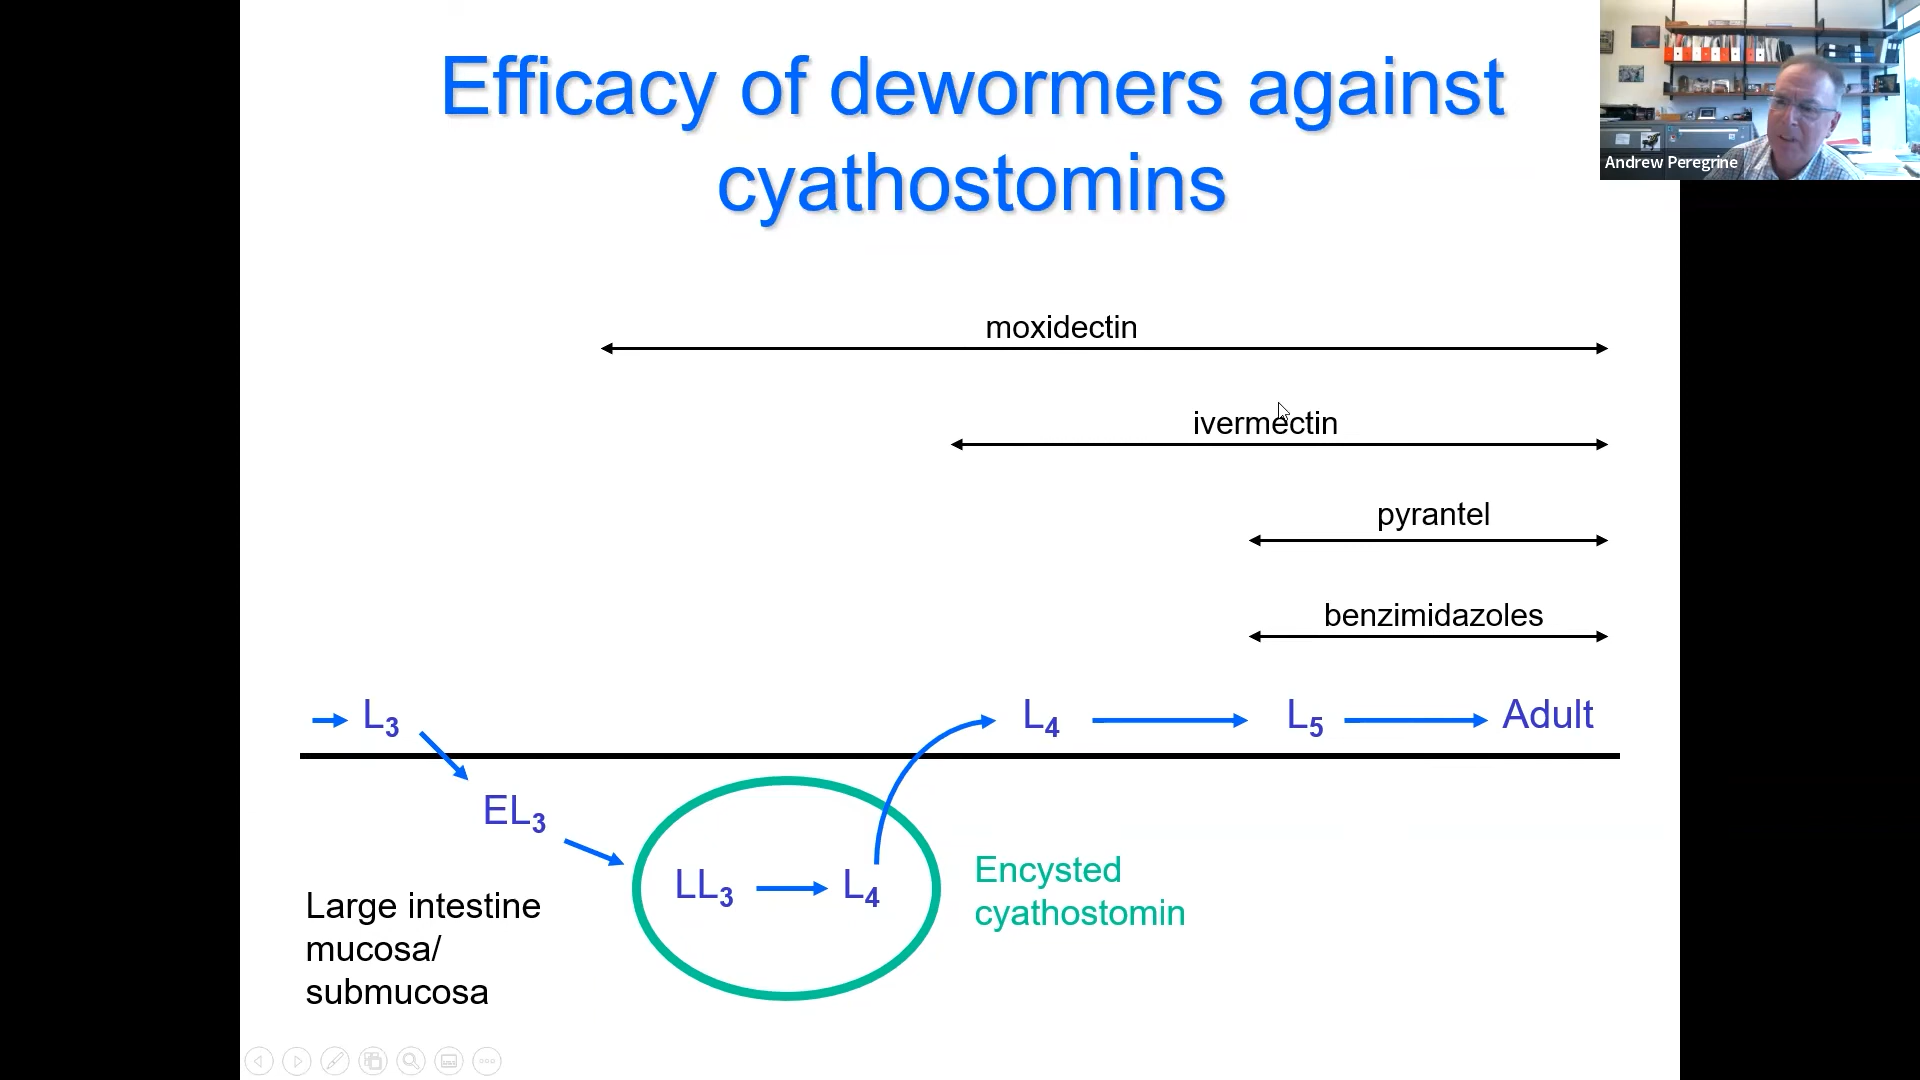 Efficacy of dewormers against
cyathostomins
Andrew Peregrine
moxidectin
ivermectin
pyrantel
benzimidazoles
L3
L4
L5
Adult
EL3
LL3
L4
Encysted
cyathostomin
Large intestine
mucosa/
submucosa